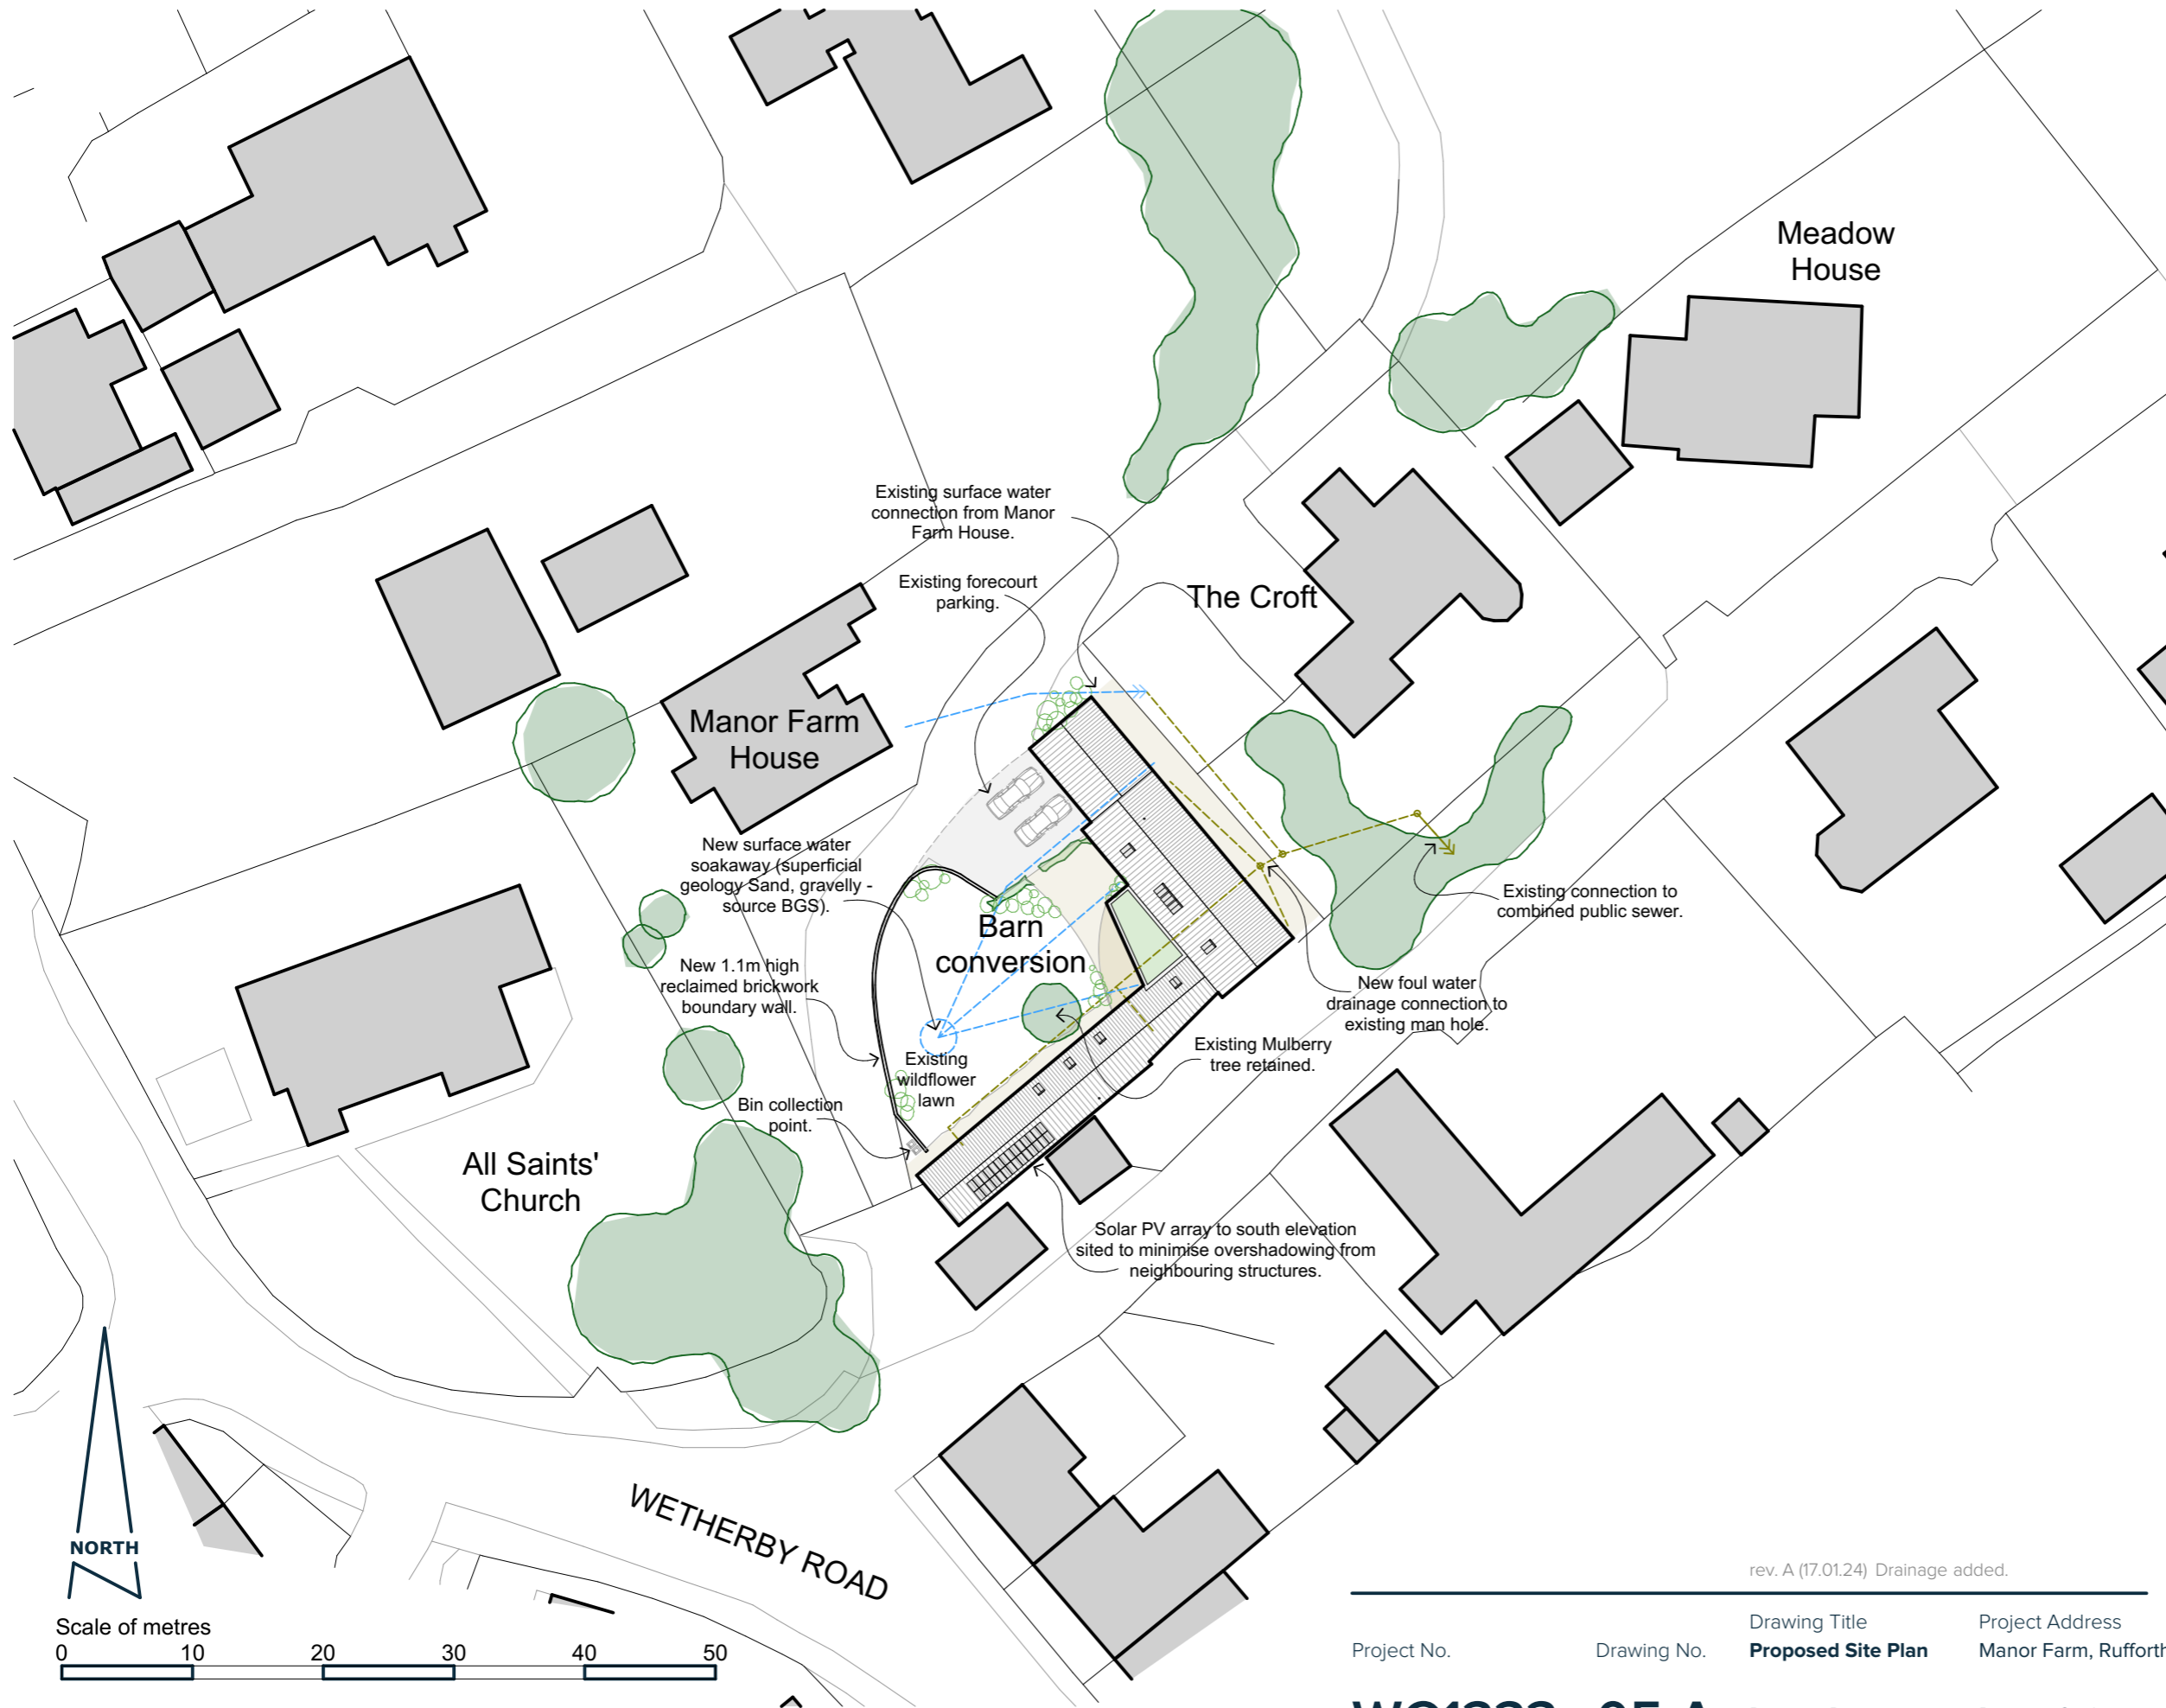 Meadow
House
Existing surface water
connection from Manor
Farm House.
Existing forecourt
parking.
The Croft
Manor Farm
House
New surface water
soakaway (superficial
geology Sand, gravelly -
source BGS).
Existing connection to
combined public sewer.
Barn
conversion
New 1.1m high
reclaimed brickwork
boundary wall.
New foul water
drainage connection to
existing man hole.
Existing Mulberry
tree retained.
Existing
wildflower
lawn
Bin collection
point.
All Saints'
Church
Solar PV array to south elevation
sited to minimise overshadowing from
neighbouring structures.
WETHERBY ROAD
NORTH
Scale of metres
0 10 20 30 40 50
rev. A (17.01.24) Drainage added.
Drawing Title Project Address
Project No. Drawing No. Proposed Site Plan Manor Farm, Rufforth